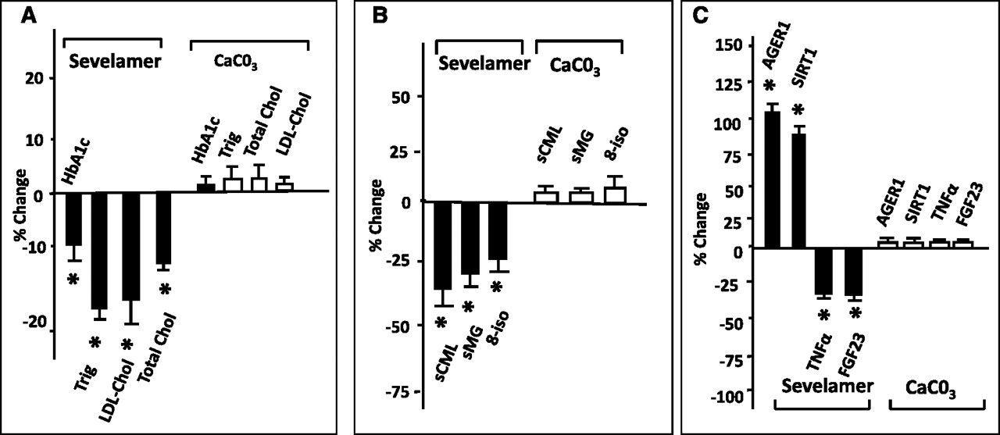 A
Sevelamer
CaC0₃
% Change
20
10
0
-10
-20
HbA1c
Trig
LDL-Chol
Total Chol
HbA1c
Trig
Total Chol
LDL-Chol
*
*
*
*
B
Sevelamer
CaC0₃
% Change
50
25
0
-25
-50
-75
sCML
sMG
8-iso
sCML
sMG
8-iso
*
*
*
C
% Change
150
125
100
75
50
25
0
-25
-50
-75
-100
* AGER1
* SIRT1
*
*
TNFα
FGF23
AGER1
SIRT1
TNFα
FGF23
Sevelamer
CaC0₃